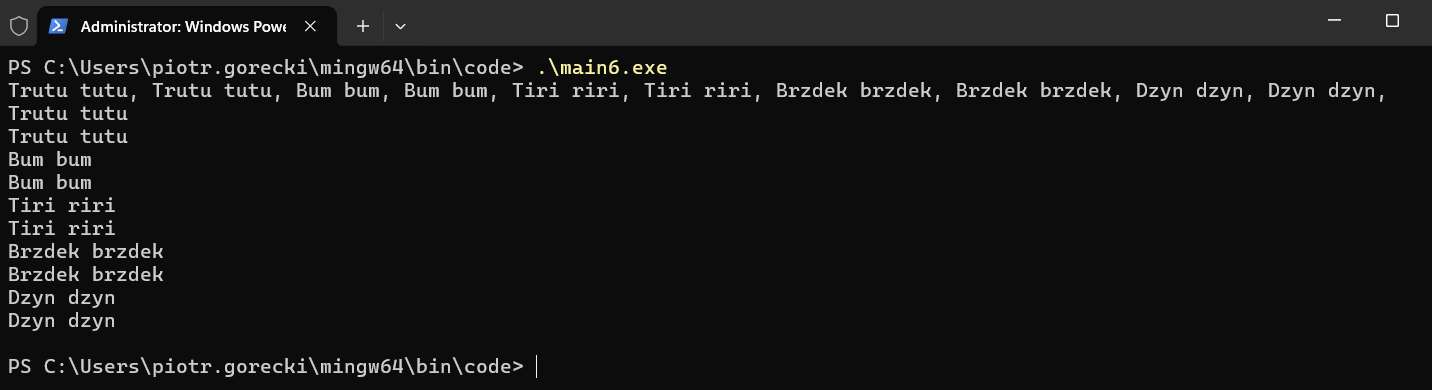 Administrator: Windows Powe
PS C:\Users\piotr.gorecki\mingw64\bin\code> .\main6.exe
Trutu tutu, Trutu tutu, Bum bum, Bum bum, Tiri riri, Tiri riri, Brzdek brzdek, Brzdek brzdek, Dzyn dzyn, Dzyn dzyn,
Trutu tutu
Trutu tutu
Bum bum
Bum bum
Tiri riri
Tiri riri
Brzdek brzdek
Brzdek brzdek
Dzyn dzyn
Dzyn dzyn
PS C:\Users\piotr.gorecki\mingw64\bin\code>